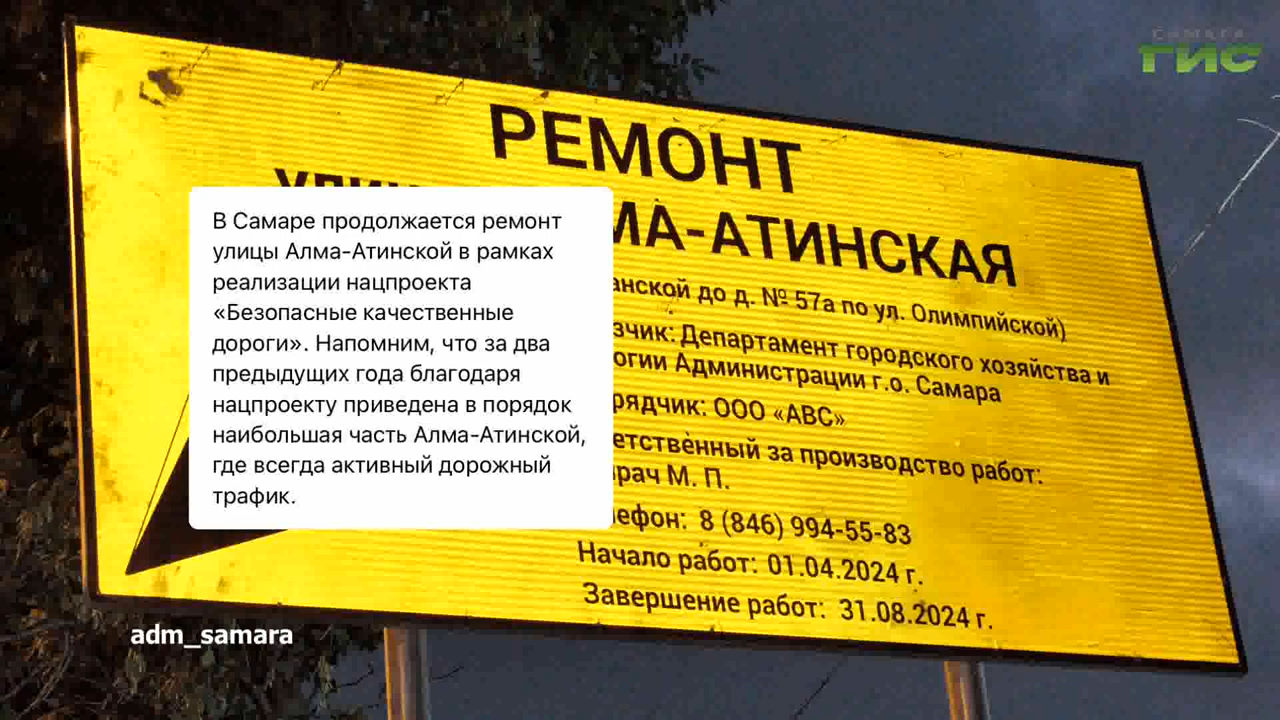 САМАРА
ГИС
РЕМОНТ
МА-АТИНСКАЯ
анской до д. № 57а по ул. Олимпийской)
зчик: Департамент городского хозяйства и
огии Администрации г.о. Самара
рядчик: ООО «АВС»
етственный за производство работ:
врач М. П.
лефон: 8 (846) 994-55-83
Начало работ: 01.04.2024 г.
Завершение работ: 31.08.2024 г.
В Самаре продолжается ремонт
улицы Алма-Атинской в рамках
реализации нацпроекта
«Безопасные качественные
дороги». Напомним, что за два
предыдущих года благодаря
нацпроекту приведена в порядок
наибольшая часть Алма-Атинской,
где всегда активный дорожный
трафик.
adm_samara